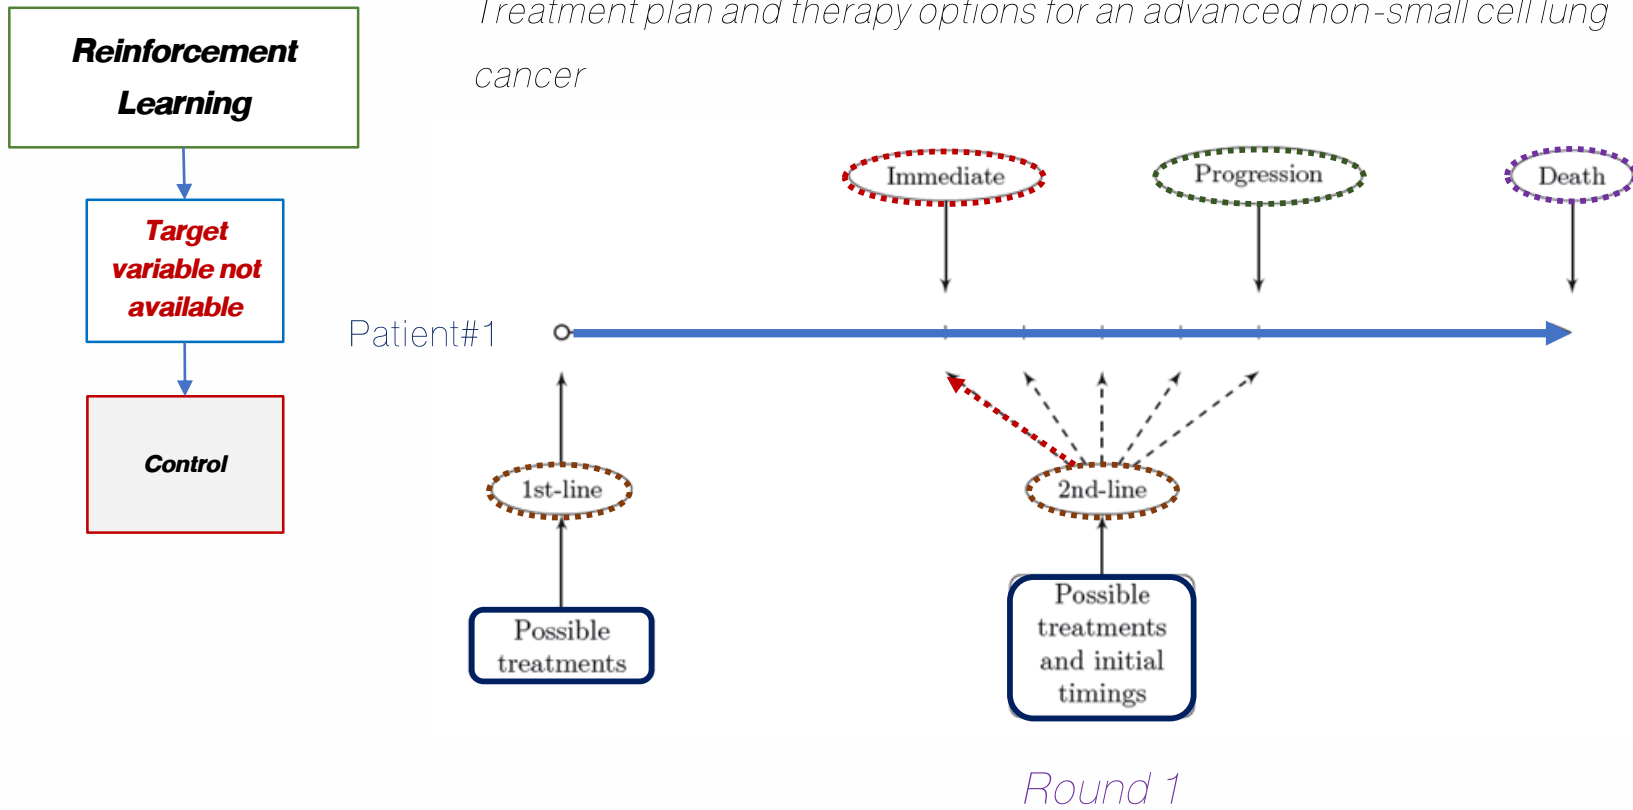 Treatment plan and therapy options for an advanced non-small cell lung
cancer
Reinforcement
Learning
Target
variable not
available
Control
Immediate
Progression
Death
Patient#1
1st-line
2nd-line
Possible
treatments
Possible
treatments
and initial
timings
Round 1